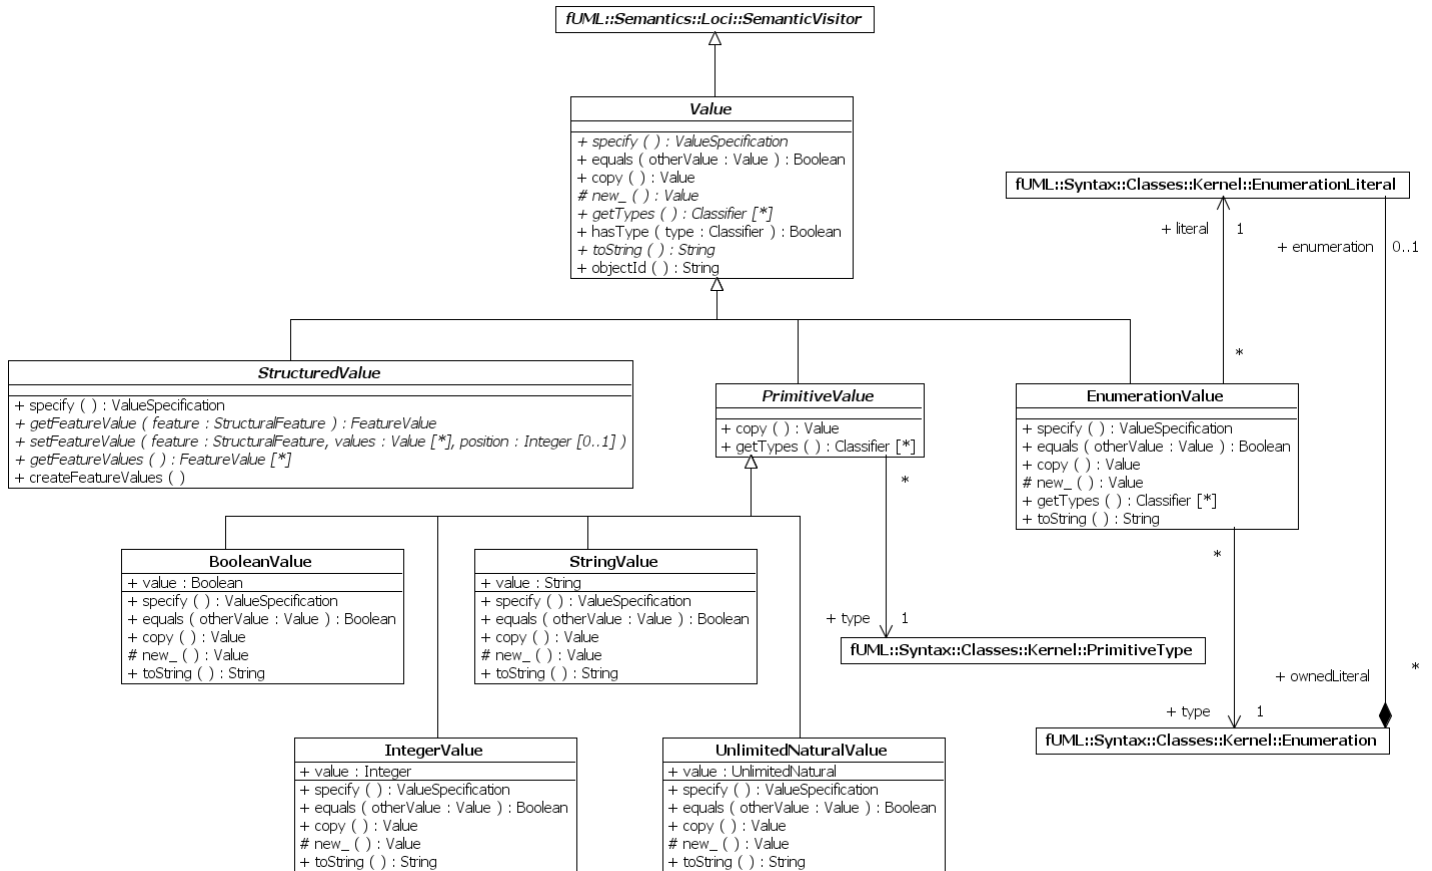 fUML::Semantics::Loci::SemanticVisitor
Value
+ specify ( ) : ValueSpecification
+ equals ( otherValue : Value ) : Boolean
+ copy ( ) : Value
# new_ ( ) : Value
+ getTypes ( ) : Classifier [*]
+ hasType ( type : Classifier ) : Boolean
+ toString ( ) : String
+ objectId ( ) : String
fUML::Syntax::Classes::Kernel::EnumerationLiteral
+ literal
1
+ enumeration
0..1
*
StructuredValue
+ specify ( ) : ValueSpecification
+ getFeatureValue ( feature : StructuralFeature ) : FeatureValue
+ setFeatureValue ( feature : StructuralFeature, values : Value [*], position : Integer [0..1] )
+ getFeatureValues ( ) : FeatureValue [*]
+ createFeatureValues ( )
PrimitiveValue
+ copy ( ) : Value
+ getTypes ( ) : Classifier [*]
*
EnumerationValue
+ specify ( ) : ValueSpecification
+ equals ( otherValue : Value ) : Boolean
+ copy ( ) : Value
# new_ ( ) : Value
+ getTypes ( ) : Classifier [*]
+ toString ( ) : String
*
BooleanValue
+ value : Boolean
+ specify ( ) : ValueSpecification
+ equals ( otherValue : Value ) : Boolean
+ copy ( ) : Value
# new_ ( ) : Value
+ toString ( ) : String
StringValue
+ value : String
+ specify ( ) : ValueSpecification
+ equals ( otherValue : Value ) : Boolean
+ copy ( ) : Value
# new_ ( ) : Value
+ toString ( ) : String
+ type
1
fUML::Syntax::Classes::Kernel::PrimitiveType
+ ownedLiteral
*
+ type
1
fUML::Syntax::Classes::Kernel::Enumeration
IntegerValue
+ value : Integer
+ specify ( ) : ValueSpecification
+ equals ( otherValue : Value ) : Boolean
+ copy ( ) : Value
# new_ ( ) : Value
+ toString ( ) : String
UnlimitedNaturalValue
+ value : UnlimitedNatural
+ specify ( ) : ValueSpecification
+ equals ( otherValue : Value ) : Boolean
+ copy ( ) : Value
# new_ ( ) : Value
+ toString ( ) : String